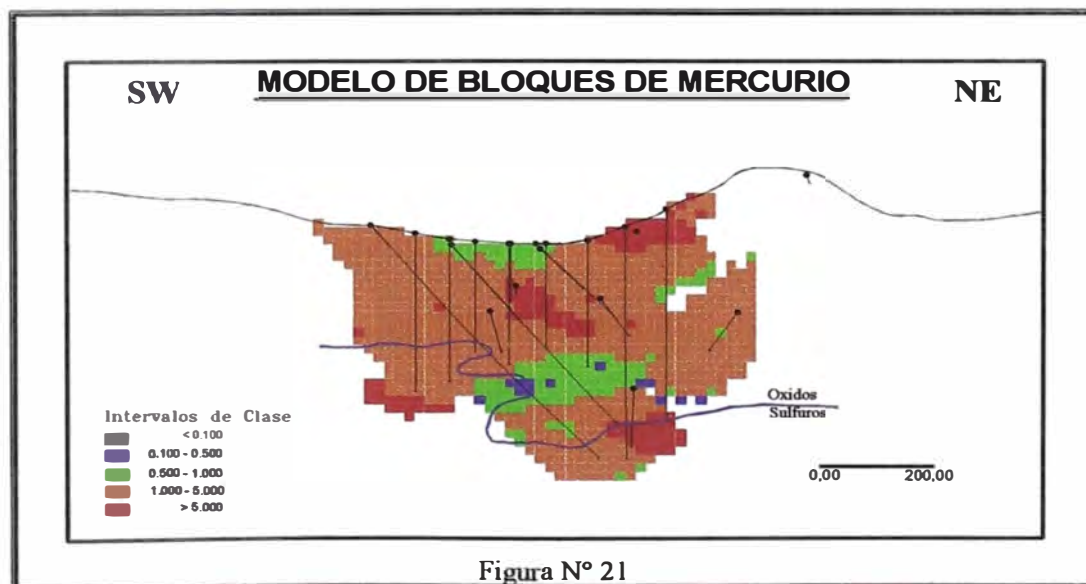 MODELO DE BLOQUES DE MERCURIO
SW
NE
Oxidos
Sulfuros
Intervalos de Clase
< 0.100
0.100 - 0.500
0.500 - 1.000
1.000 - 5.000
> 5.000
0,00 200,00
Figura Nº 21